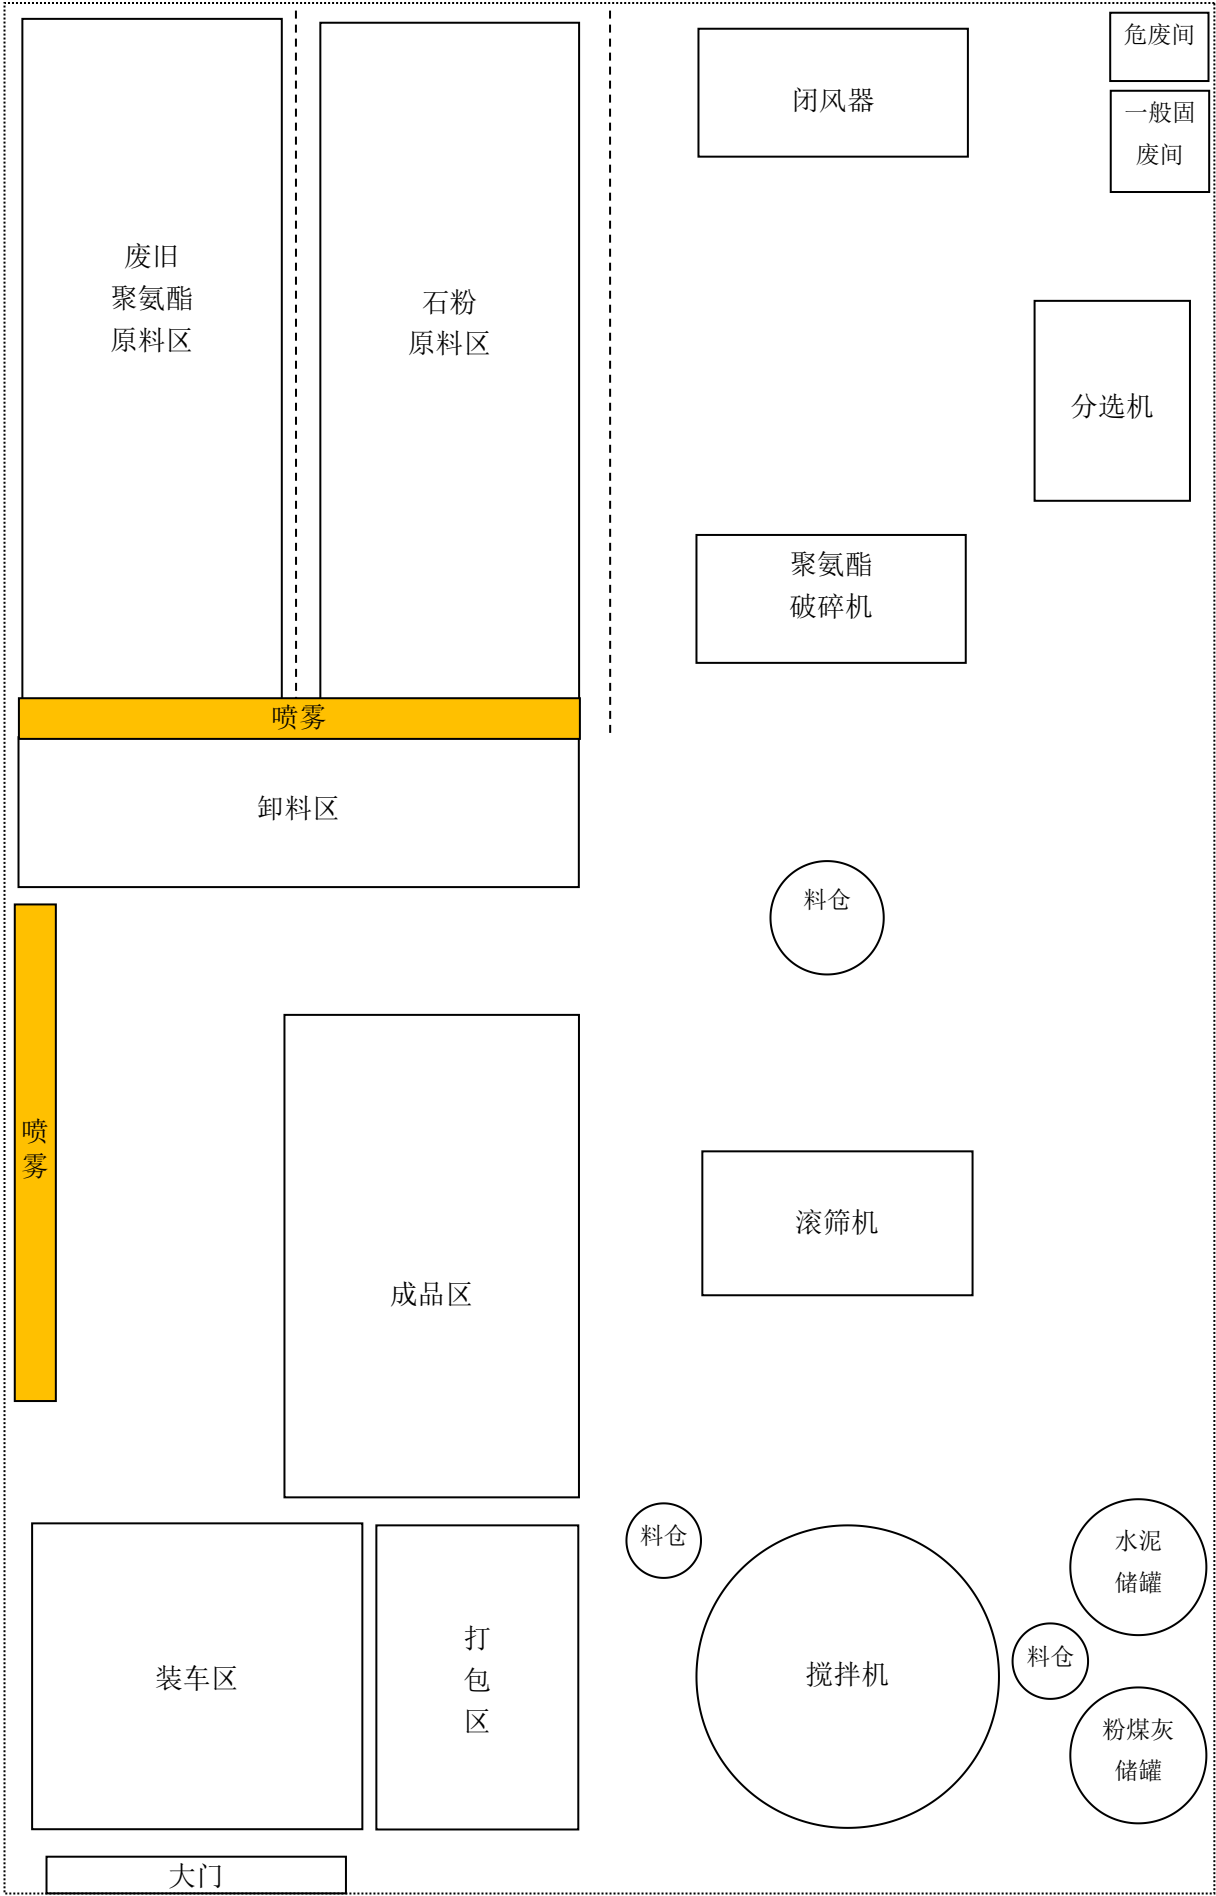 危废间
一般固
废间
闭风器
废旧
聚氨酯
原料区
石粉
原料区
分选机
聚氨酯
破碎机
喷雾
卸料区
料仓
喷
雾
滚筛机
成品区
料仓
水泥
储罐
打
包
区
装车区
搅拌机
料仓
粉煤灰
储罐
大门